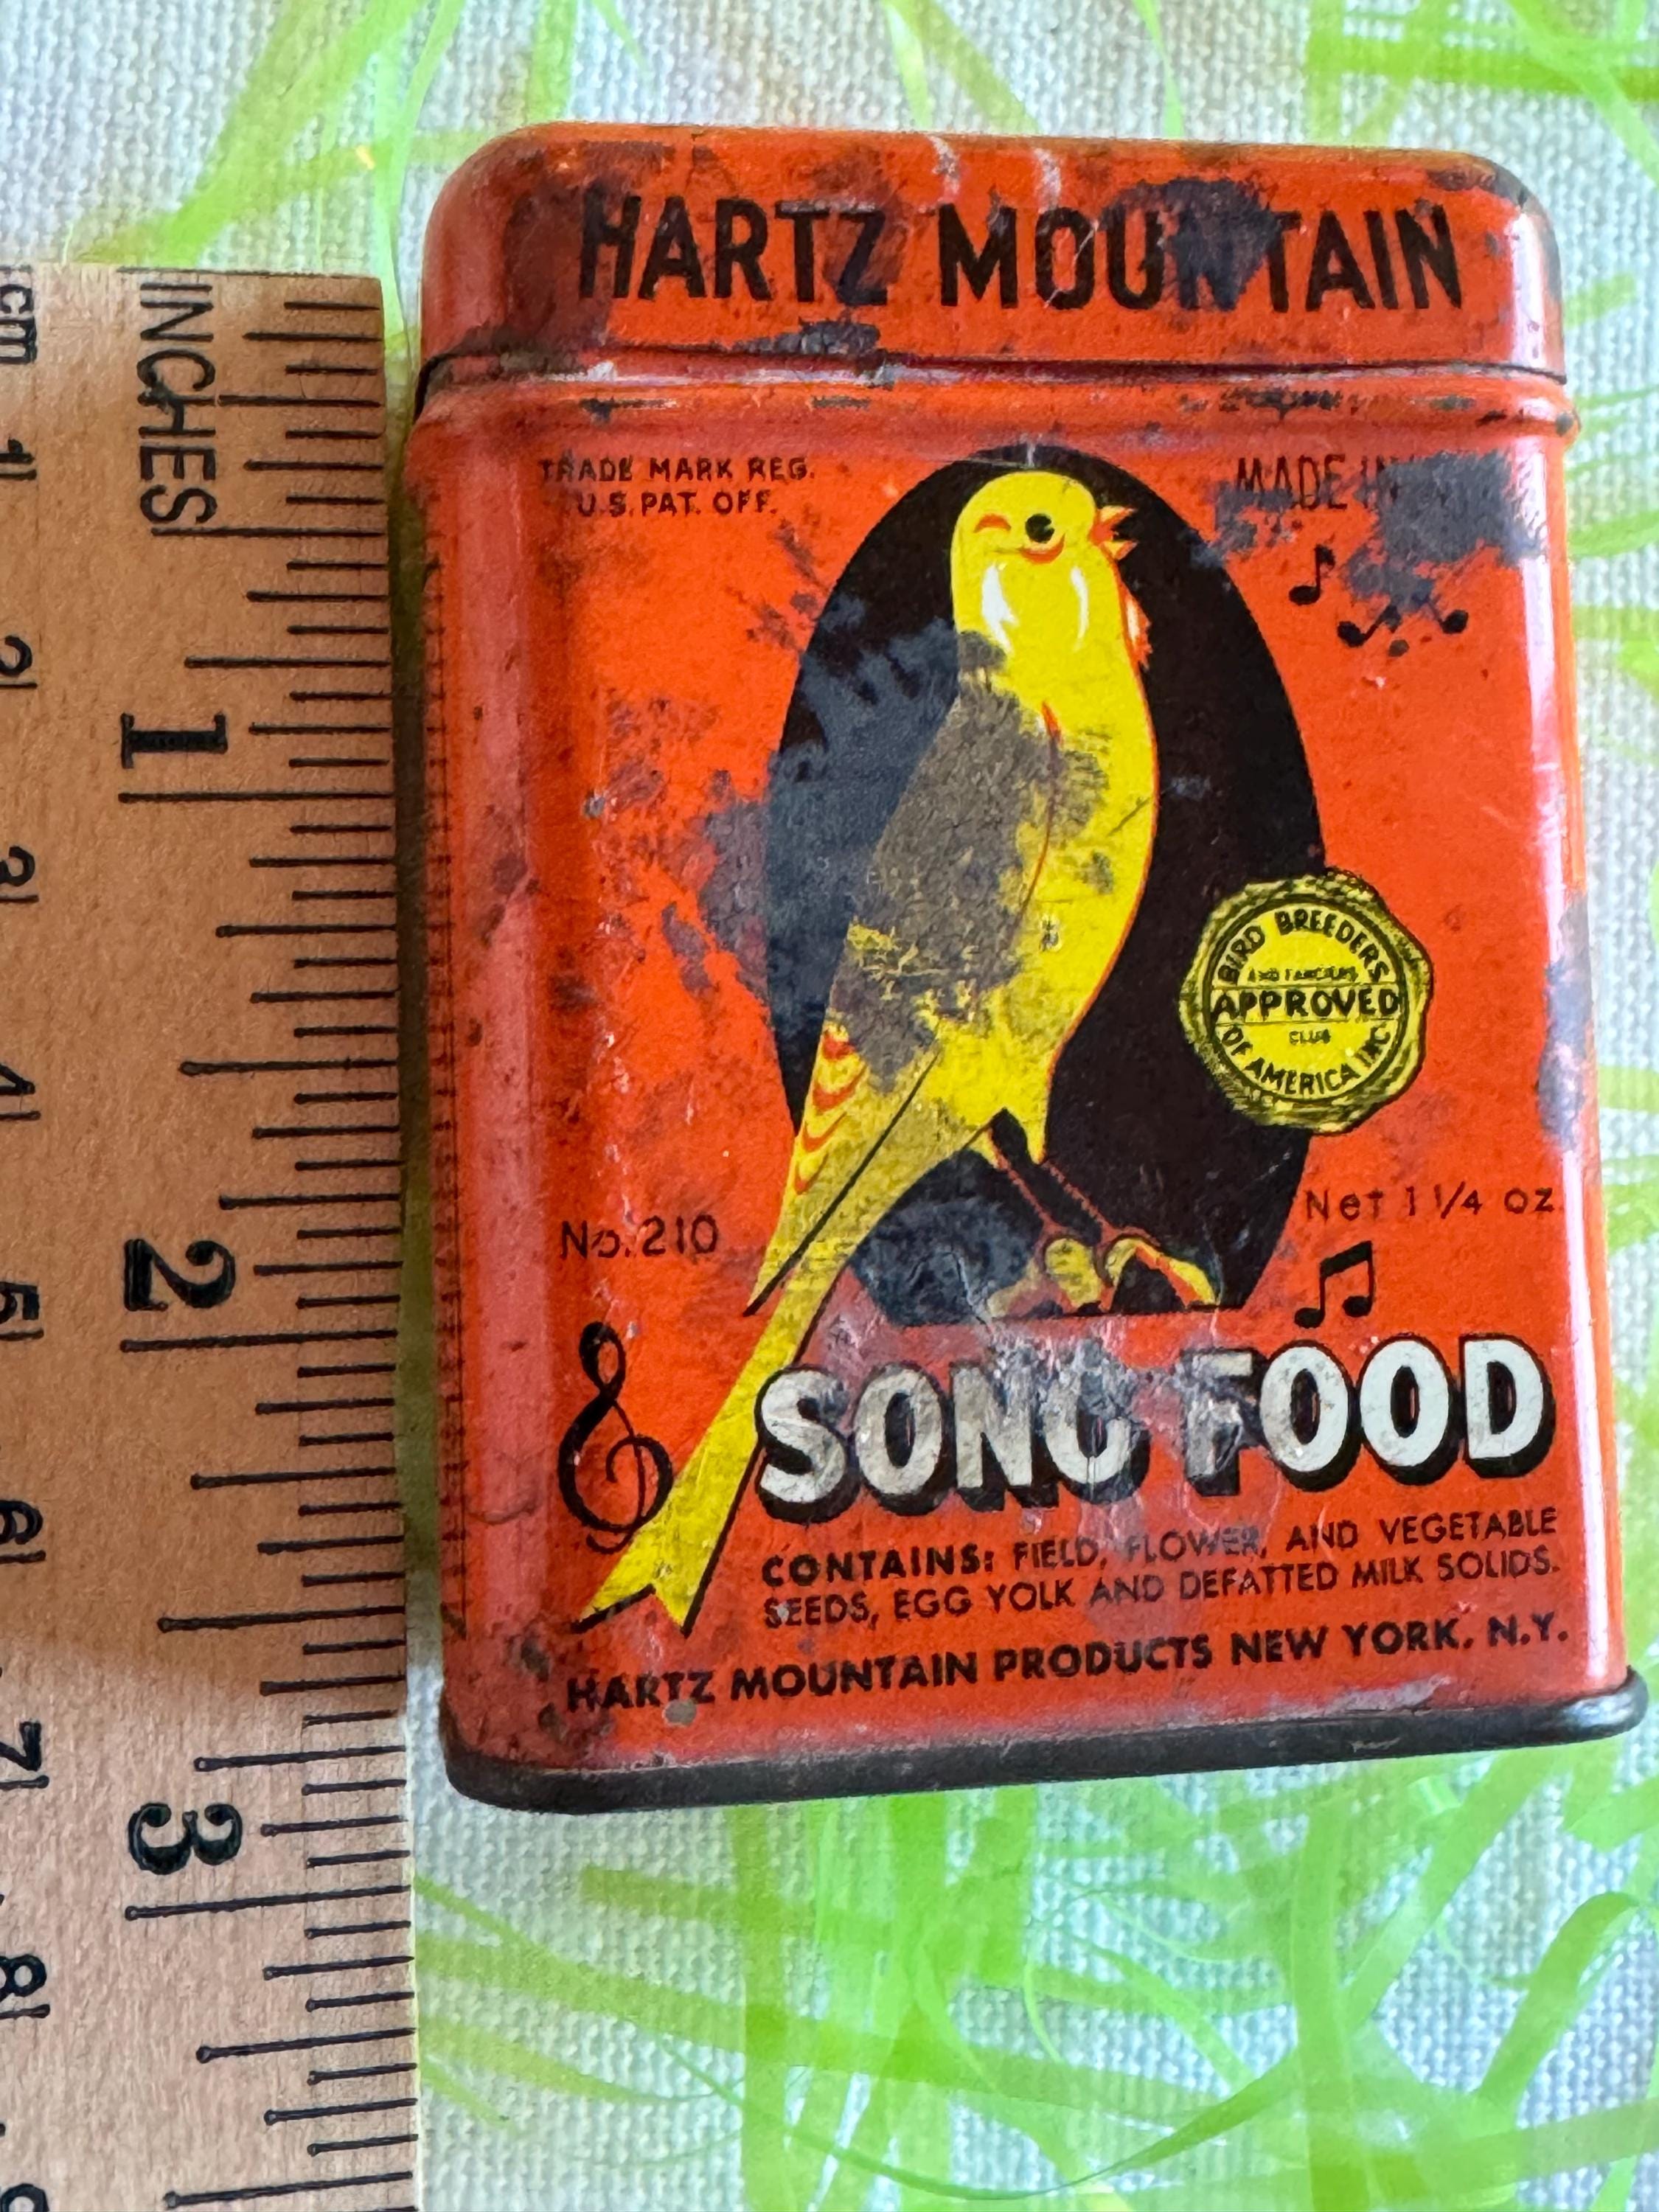 HARTZ MOUNTAIN
TRADE MARK REG.
U.S. PAT. OFF.
MADE IN
BIRD BREEDERS
AND FANCIERS
APPROVED
CLUB
OF AMERICA INC
No. 210
Net 1 1/4 oz.
SONG FOOD
CONTAINS: FIELD, FLOWER, AND VEGETABLE
SEEDS, EGG YOLK AND DEFATTED MILK SOLIDS.
HARTZ MOUNTAIN PRODUCTS NEW YORK, N.Y.
INCHES
1
2
3
cm
1
2
3
4
5
6
7
8